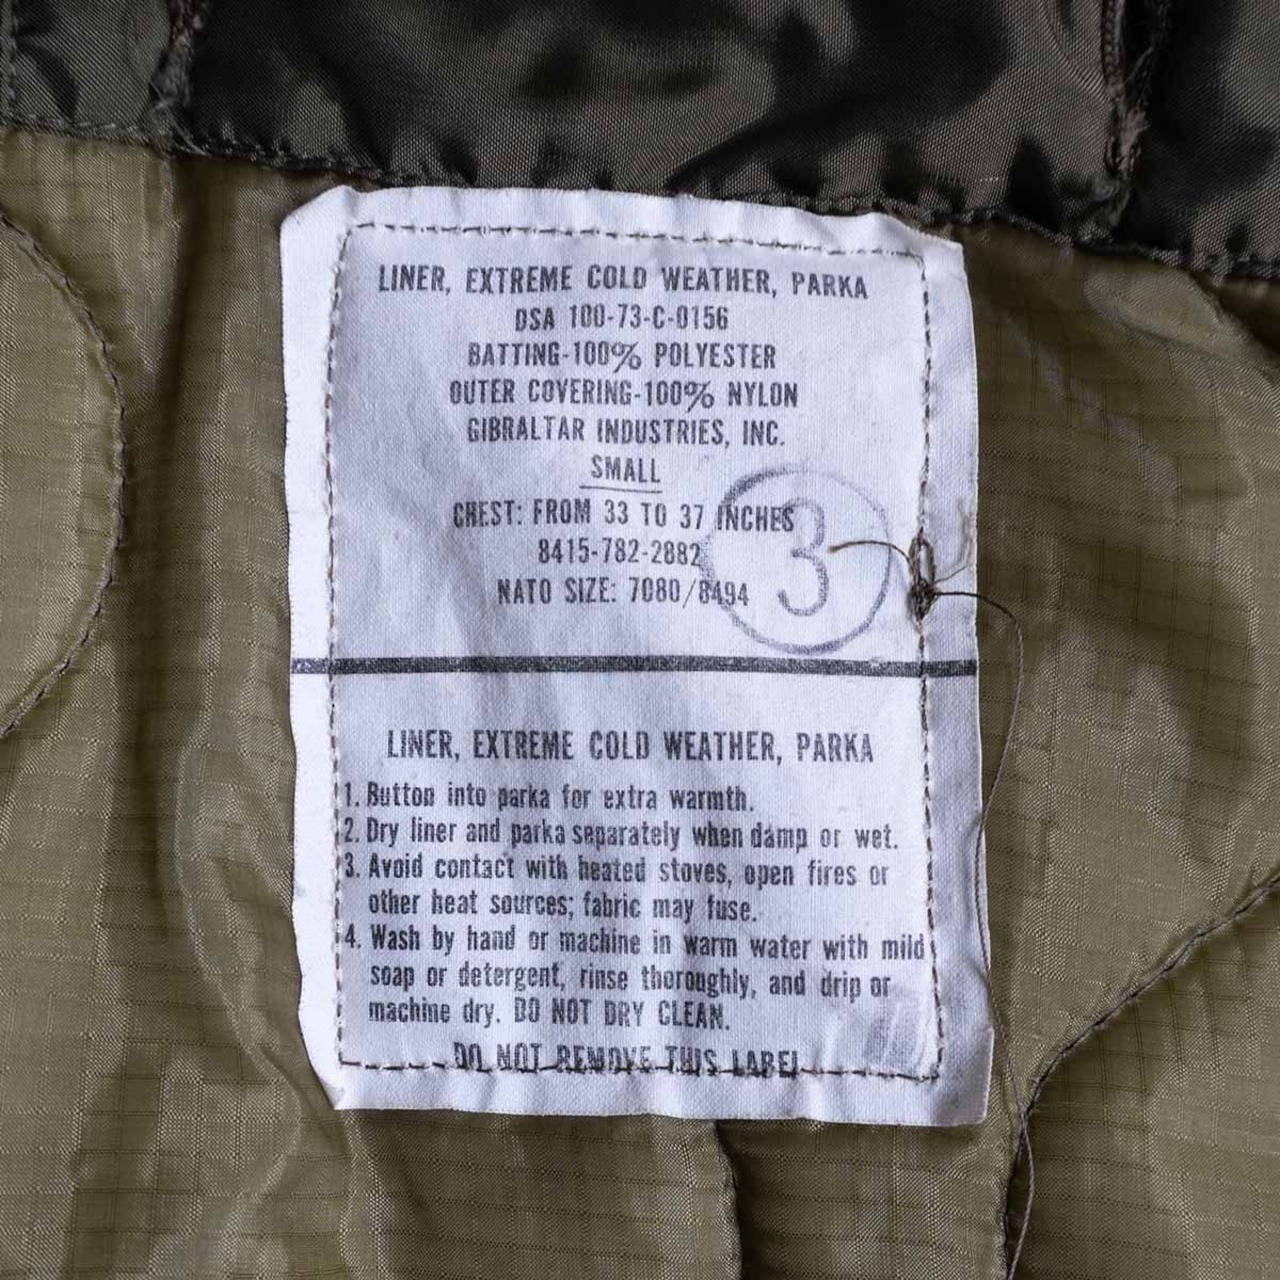 LINER, EXTREME COLD WEATHER, PARKA
DSA 100-73-C-0156
BATTING-100% POLYESTER
OUTER COVERING-100% NYLON
GIBRALTAR INDUSTRIES, INC.
SMALL
CHEST: FROM 33 TO 37 INCHES
8415-782-2882
3
NATO SIZE: 7080/8494
LINER, EXTREME COLD WEATHER, PARKA
1. Button into parka for extra warmth.
2. Dry liner and parka separately when damp or wet.
3. Avoid contact with heated stoves, open fires or
other heat sources; fabric may fuse.
4. Wash by hand or machine in warm water with mild
soap or detergent, rinse thoroughly, and drip or
machine dry. DO NOT DRY CLEAN.
DO NOT REMOVE THIS LABEL